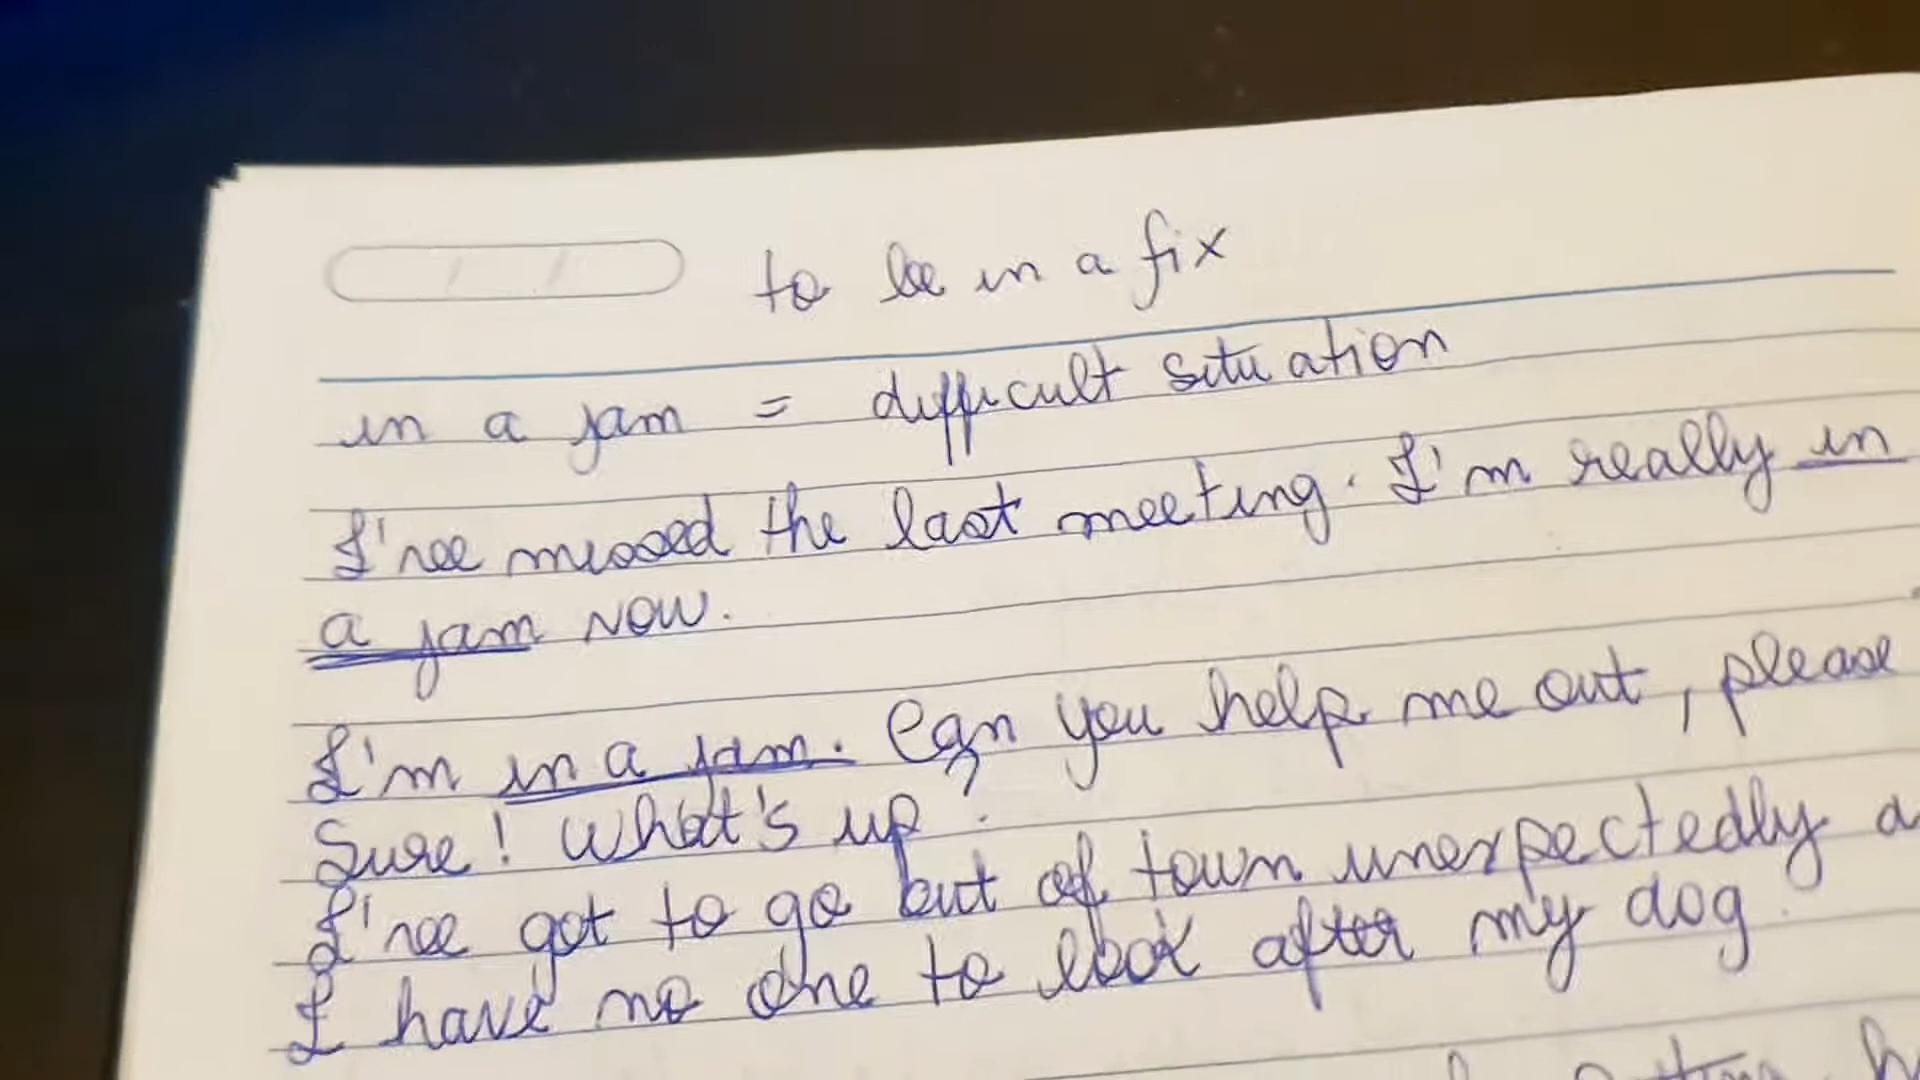 to be in a fix
in a jam = difficult situation
I've missed the last meeting. I'm really in
a jam now.
I'm in a jam. Can you help me out, please
Sure! What's up?
I've got to go out of town unexpectedly a
I have no one to look after my dog.